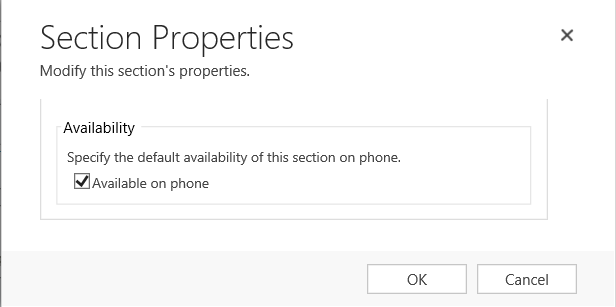 Section Properties
Modify this section's properties.
Availability
Specify the default availability of this section on phone.
Available on phone
OK
Cancel